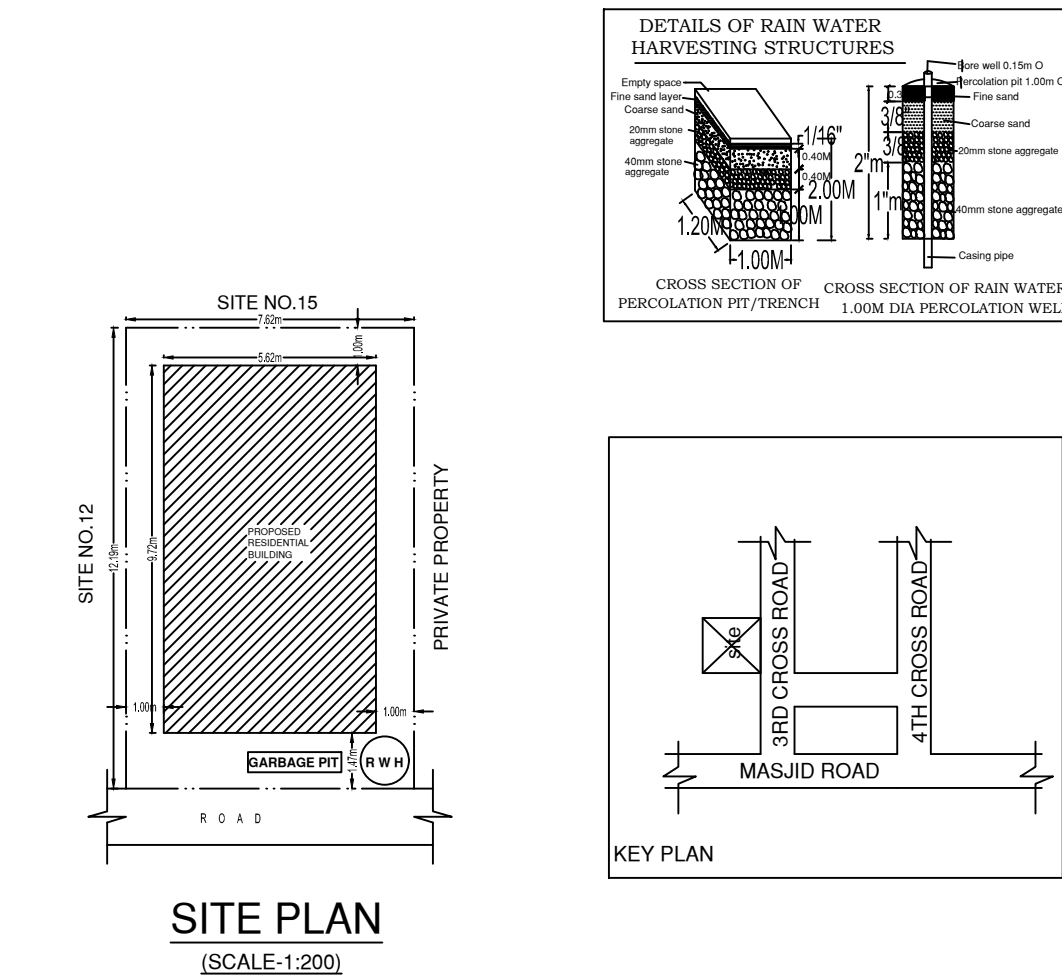 DETAILS OF RAIN WATER
HARVESTING STRUCTURES
Empty space
Fine sand layer
Coarse sand
20mm stone
aggregate
40mm stone
aggregate
1/16"
0.40M
0.40M
2.00M
1.20M
1.00M
CROSS SECTION OF
PERCOLATION PIT/TRENCH
Bore well 0.15m O
Percolation pit 1.00m O
Fine sand
Coarse sand
20mm stone aggregate
40mm stone aggregate
Casing pipe
0.3
3/8"
3/8
2"m
1"m
CROSS SECTION OF RAIN WATER
1.00M DIA PERCOLATION WELL
SITE NO.15
7.62m
1.00m
5.62m
SITE NO.12
12.19m
9.72m
PROPOSED
RESIDENTIAL
BUILDING
PRIVATE PROPERTY
1.00m
1.00m
GARBAGE PIT
1.47m
R W H
R O A D
SITE PLAN
(SCALE-1:200)
site
3RD CROSS ROAD
4TH CROSS ROAD
MASJID ROAD
KEY PLAN